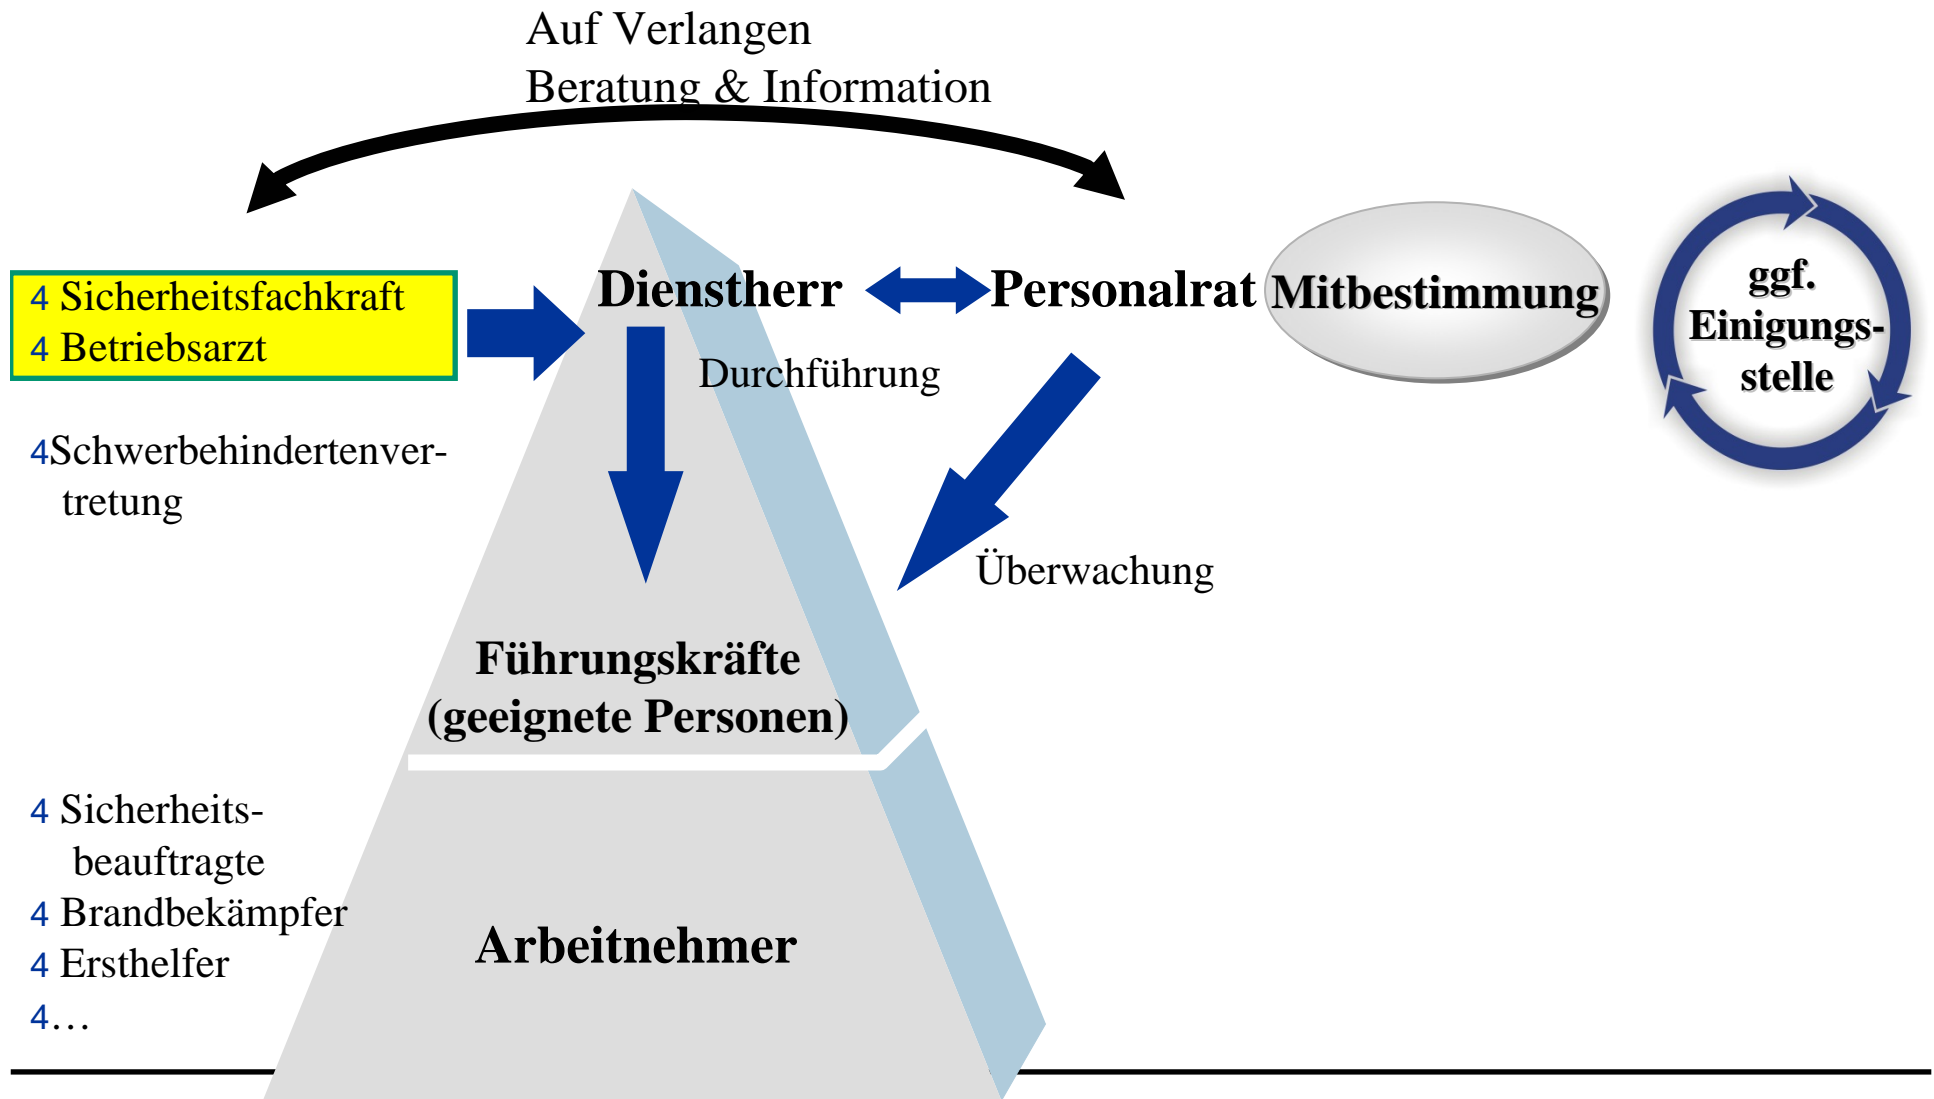 Auf Verlangen
Beratung & Information
4 Sicherheitsfachkraft
4 Betriebsarzt
Dienstherr
Personalrat
Mitbestimmung
ggf.
Einigungs-
stelle
Durchführung
4Schwerbehindertenver-
tretung
Überwachung
Führungskräfte
(geeignete Personen)
4 Sicherheits-
beauftragte
4 Brandbekämpfer
4 Ersthelfer
4…
Arbeitnehmer